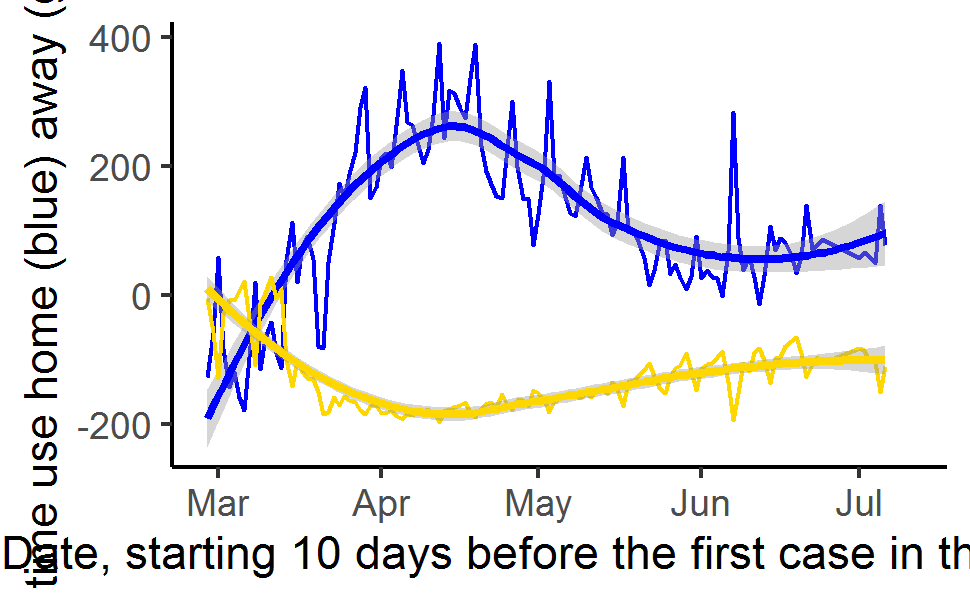 time use home (blue) away (
400
200
0
-200
Mar Apr May Jun Jul
Date, starting 10 days before the first case in th